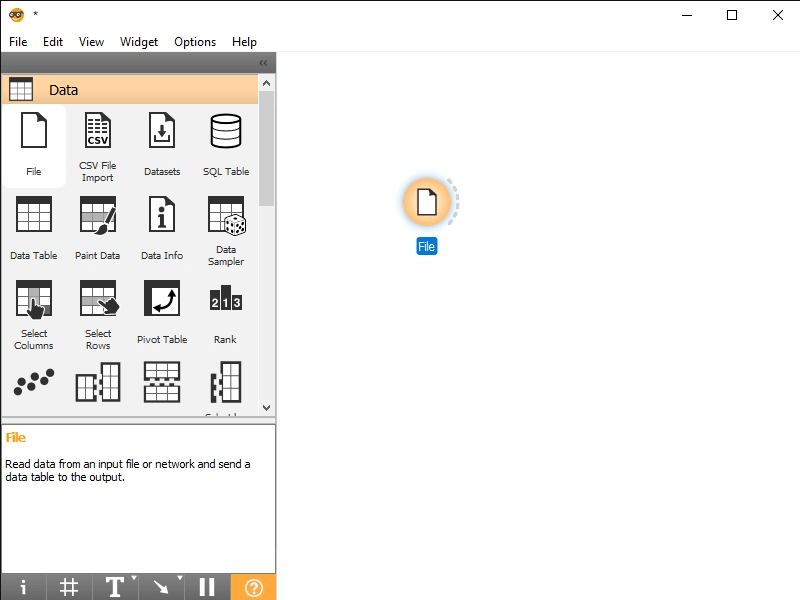 *
File Edit View Widget Options Help
Data
File
CSV
CSV File
Import
Datasets
SQL Table
Data Table
Paint Data
Data Info
Data
Sampler
Select
Columns
Select
Rows
Pivot Table
2 1 3
Rank
File
File
Read data from an input file or network and send a
data table to the output.